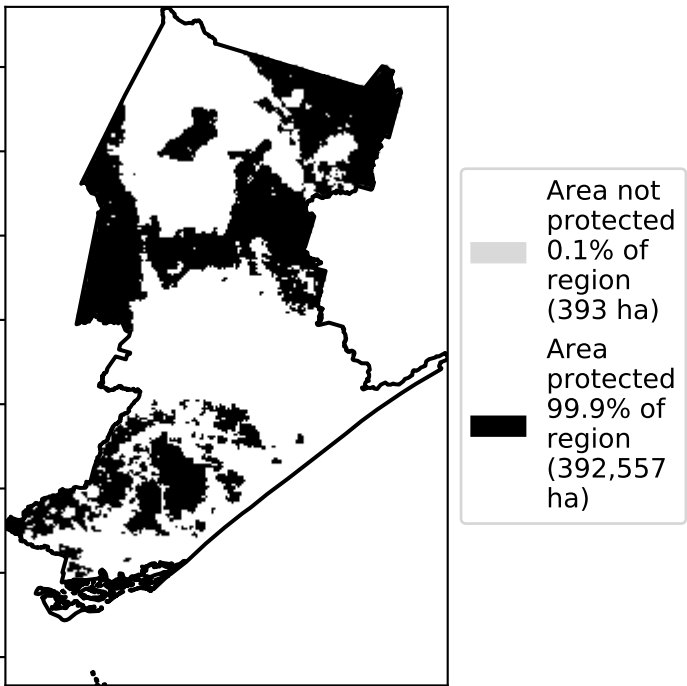 Area not
protected
0.1% of
region
(393 ha)
Area
protected
99.9% of
region
(392,557
ha)